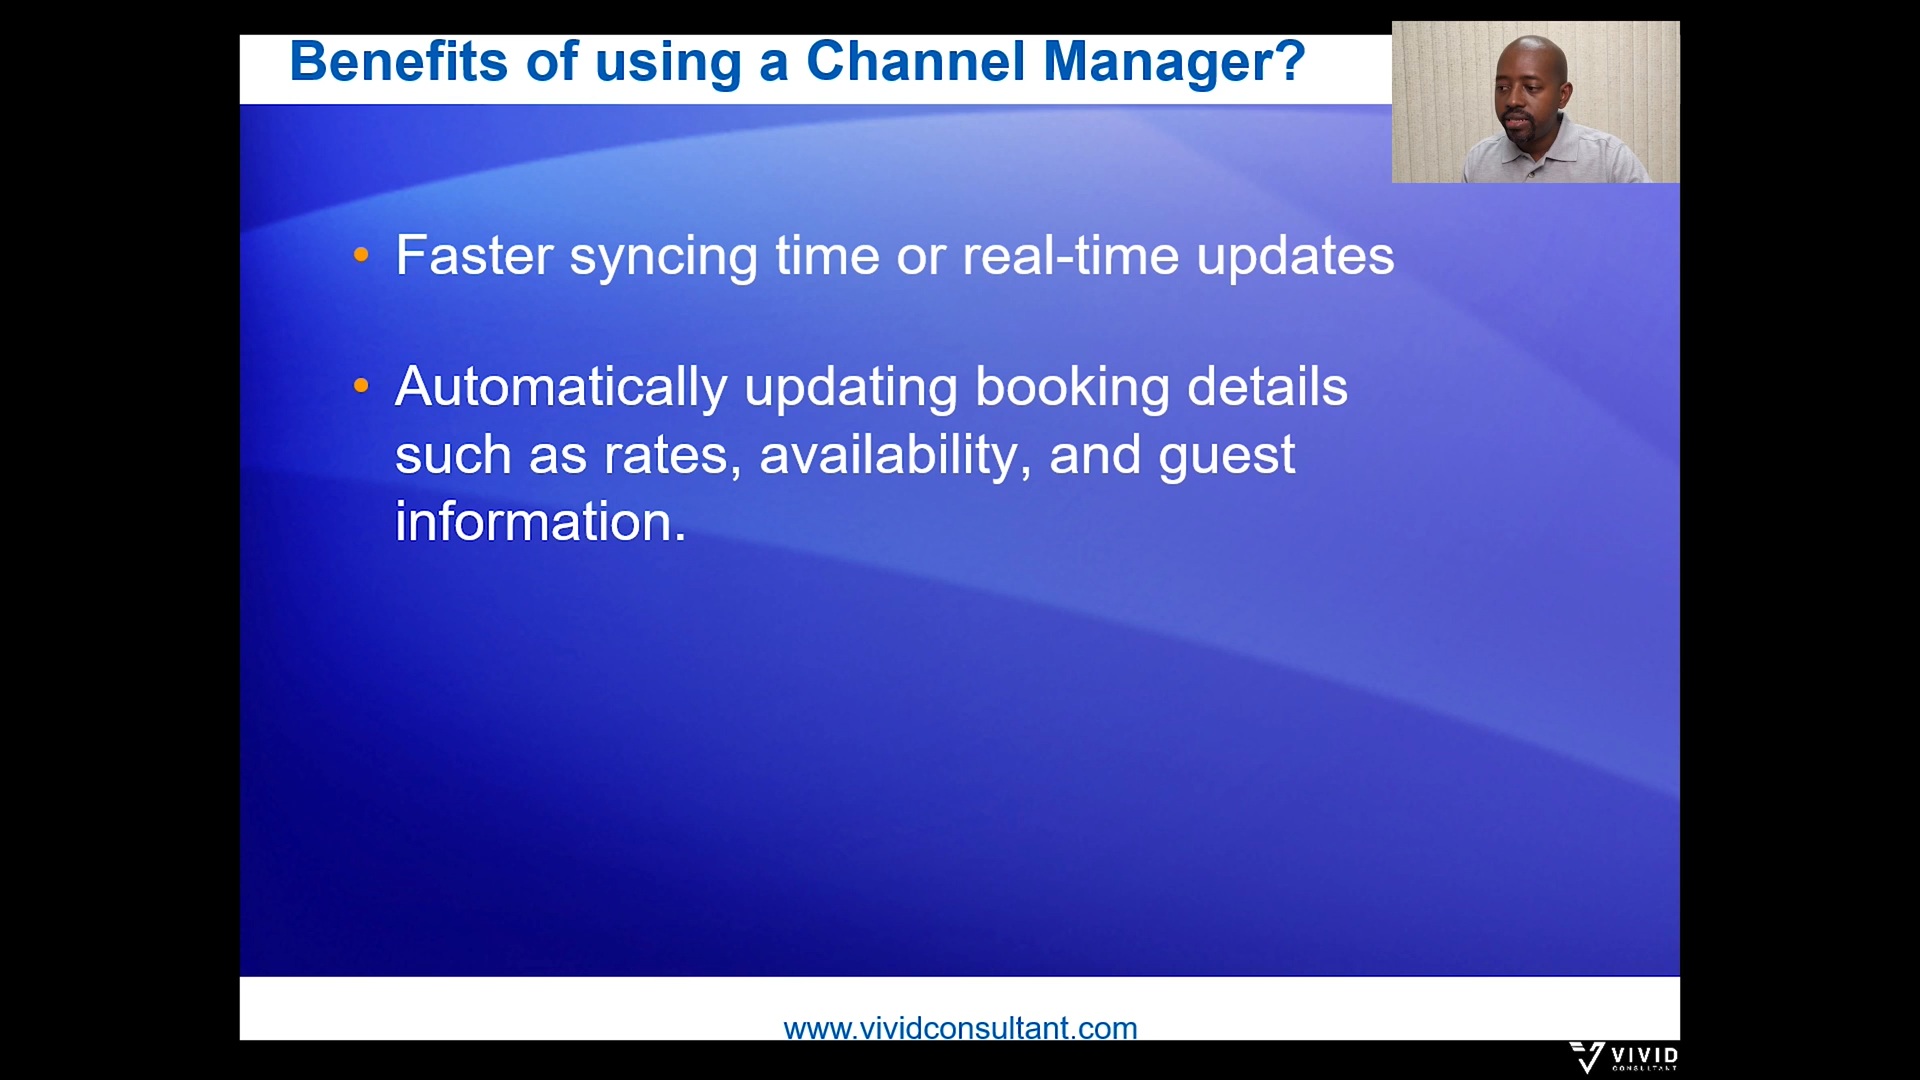 Benefits of using a Channel Manager?
• Faster syncing time or real-time updates
• Automatically updating booking details
such as rates, availability, and guest
information.
www.vividconsultant.com
VIVID
CONSULTANT